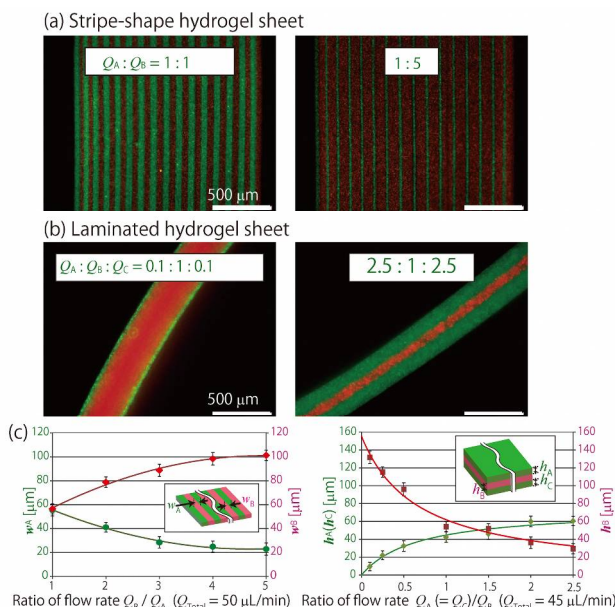 (a) Stripe-shape hydrogel sheet
QA : QB = 1 : 1
1 : 5
500 μm
(b) Laminated hydrogel sheet
QA : QB : QC = 0.1 : 1 : 0.1
2.5 : 1 : 2.5
500 μm
(c)
120
100
80
60
40
20
0
wA [μm]
120
100
80
60
40
20
0
wB [μm]
wA
wB
1 2 3 4 5
Ratio of flow rate QB / QA (QTotal = 50 μL/min)
160
140
120
100
80
60
40
20
0
hA(hC) [μm]
160
140
120
100
80
60
40
20
0
hB [μm]
hA
hC
hB
0 0.5 1 1.5 2 2.5
Ratio of flow rate QA (=QC)/QB (QTotal = 45 μL/min)